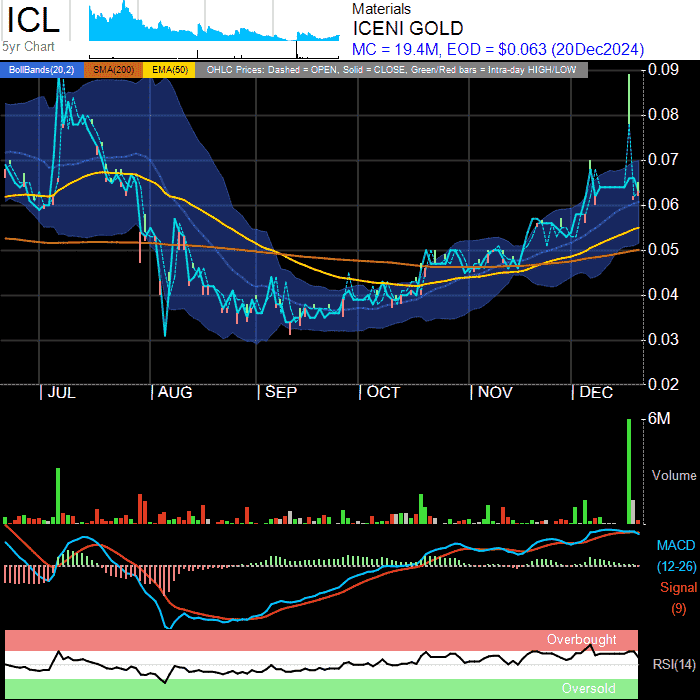 ICL
5yr Chart
Materials
ICENI GOLD
MC = 19.4M, EOD = $0.063 (20Dec2024)
BollBands(20,2) SMA(200) EMA(50) OHLC Prices: Dashed = OPEN, Solid = CLOSE, Green/Red bars = Intra-day HIGH/LOW
0.09
0.08
0.07
0.06
0.05
0.04
0.03
0.02
JUL AUG SEP OCT NOV DEC
6M
Volume
MACD
(12-26)
Signal
(9)
Overbought
RSI(14)
Oversold